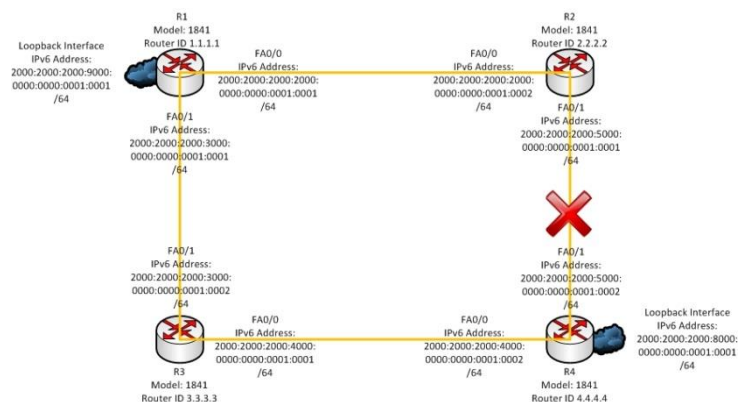 R1
Model: 1841
Router ID 1.1.1.1
R2
Model: 1841
Router ID 2.2.2.2
Loopback Interface
IPv6 Address:
2000:2000:2000:9000:
0000:0000:0001:0001
/64
FA0/0
IPv6 Address:
2000:2000:2000:2000:
0000:0000:0001:0001
/64
FA0/0
IPv6 Address:
2000:2000:2000:2000:
0000:0000:0001:0002
/64
FA0/1
IPv6 Address:
2000:2000:2000:3000:
0000:0000:0001:0001
/64
FA0/1
IPv6 Address:
2000:2000:2000:5000:
0000:0000:0001:0001
/64
FA0/1
IPv6 Address:
2000:2000:2000:3000:
0000:0000:0001:0002
/64
FA0/1
IPv6 Address:
2000:2000:2000:5000:
0000:0000:0001:0002
/64
FA0/0
IPv6 Address:
2000:2000:2000:4000:
0000:0000:0001:0001
/64
FA0/0
IPv6 Address:
2000:2000:2000:4000:
0000:0000:0001:0002
/64
Loopback Interface
IPv6 Address:
2000:2000:2000:8000:
0000:0000:0001:0001
/64
R3
Model: 1841
Router ID 3.3.3.3
R4
Model: 1841
Router ID 4.4.4.4